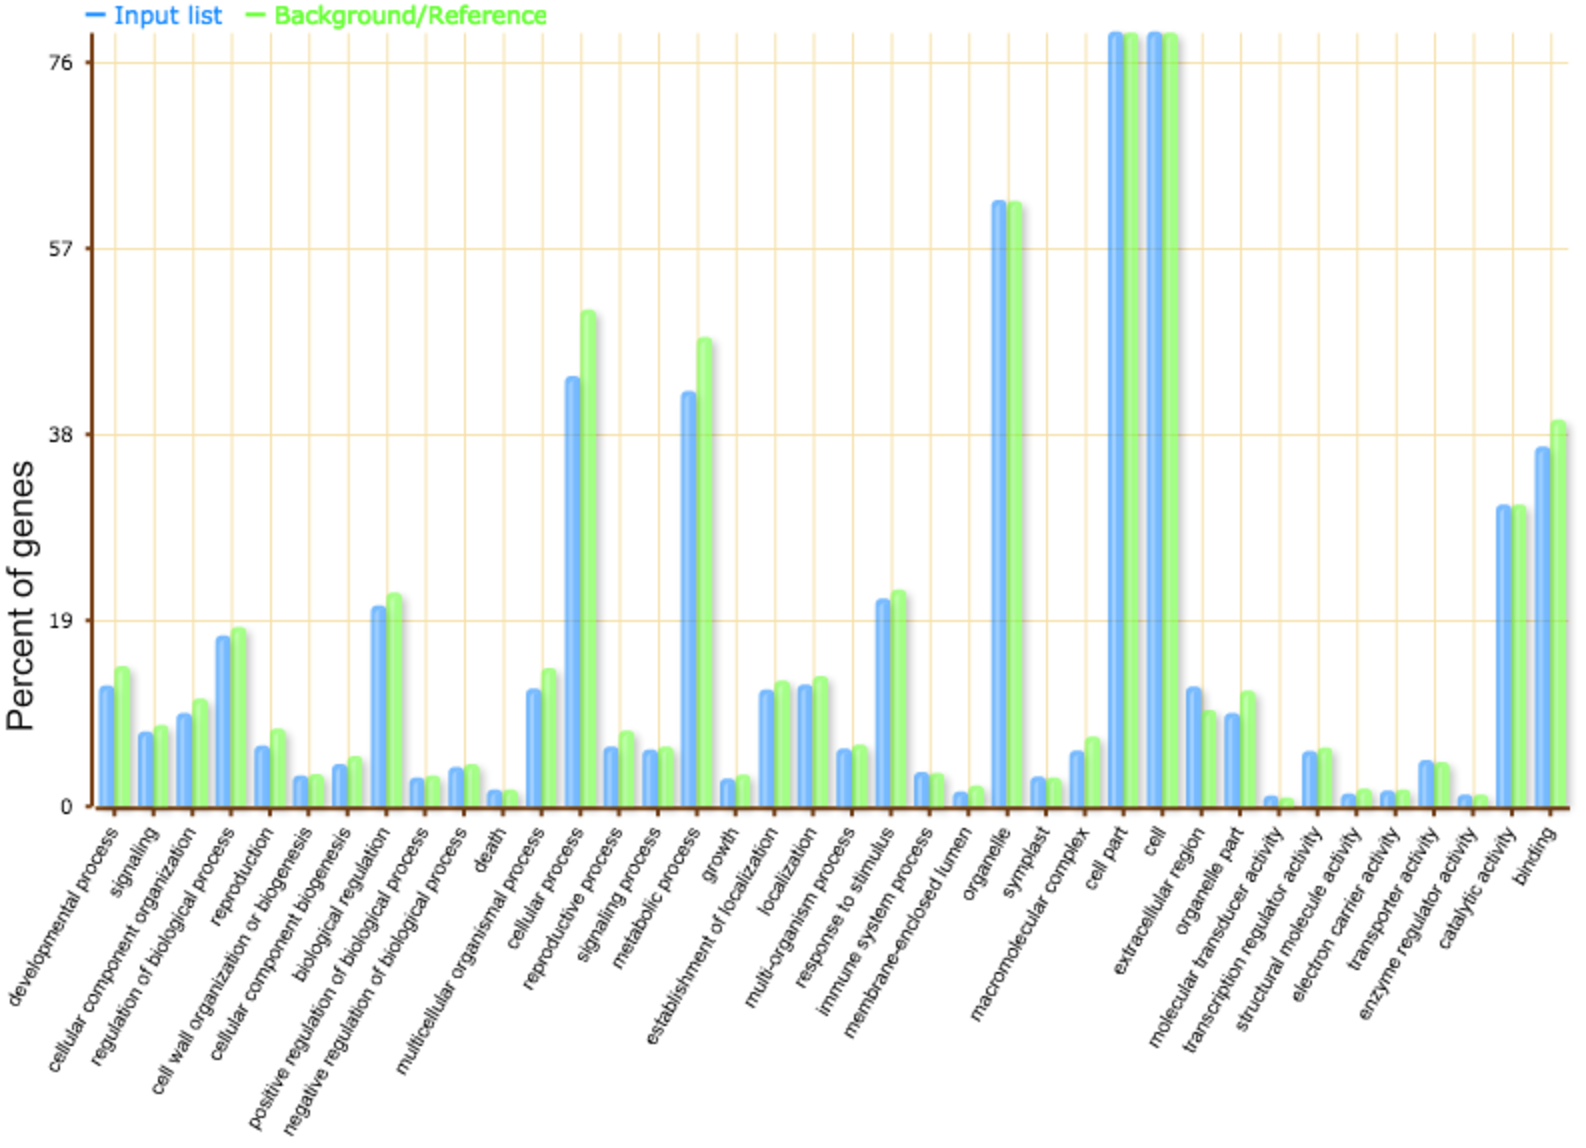 Input list Background/Reference
Percent of genes
76
57
38
19
0
developmental process
signaling
cellular component organization
regulation of biological process
reproduction
cell wall organization or biogenesis
cellular component biogenesis
biological regulation
positive regulation of biological process
negative regulation of biological process
death
multicellular organismal process
cellular process
reproductive process
signaling process
metabolic process
growth
establishment of localization
localization
multi-organism process
response to stimulus
immune system process
membrane-enclosed lumen
organelle
symplast
macromolecular complex
cell part
cell
extracellular region
organelle part
molecular transducer activity
transcription regulator activity
structural molecule activity
electron carrier activity
transporter activity
enzyme regulator activity
catalytic activity
binding